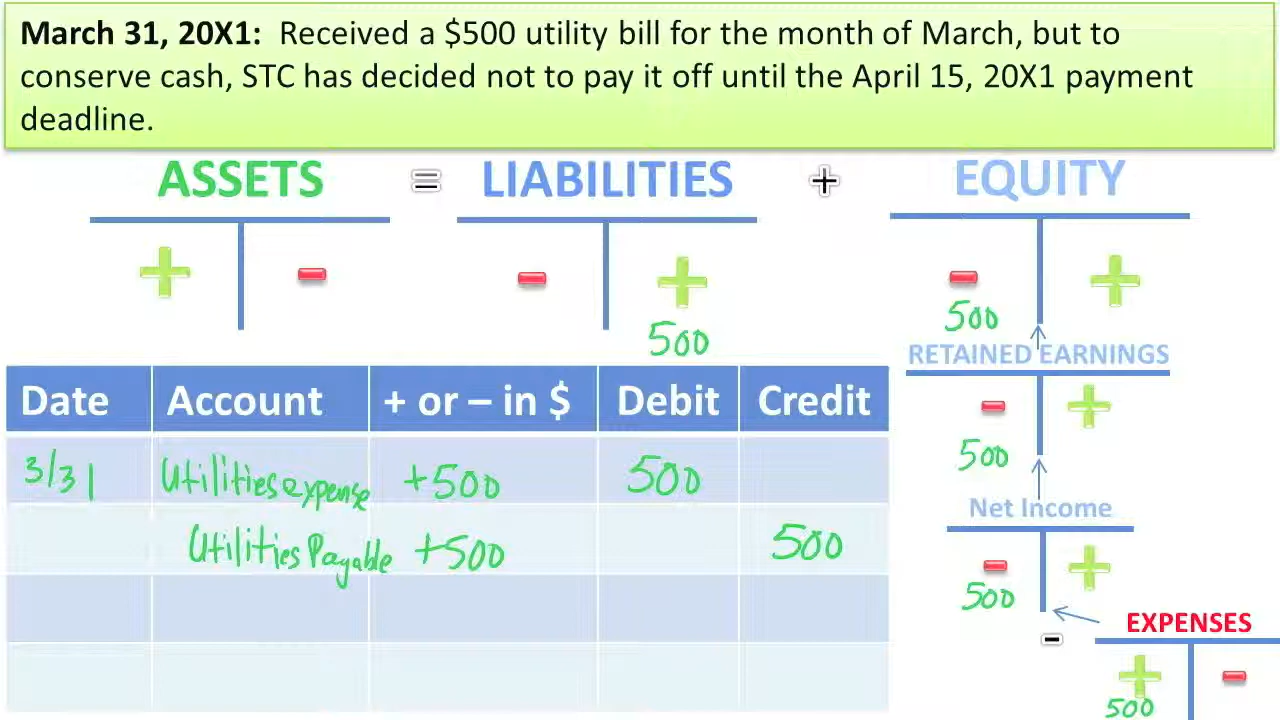 March 31, 20X1: Received a $500 utility bill for the month of March, but to
conserve cash, STC has decided not to pay it off until the April 15, 20X1 payment
deadline.
ASSETS = LIABILITIES + EQUITY
+ - - + - +
500 500
RETAINED EARNINGS
- +
500
Net Income
- +
500
- EXPENSES
+ -
500
Date Account + or – in $ Debit Credit
3/31 Utilities expense +500 500
Utilities Payable +500 500